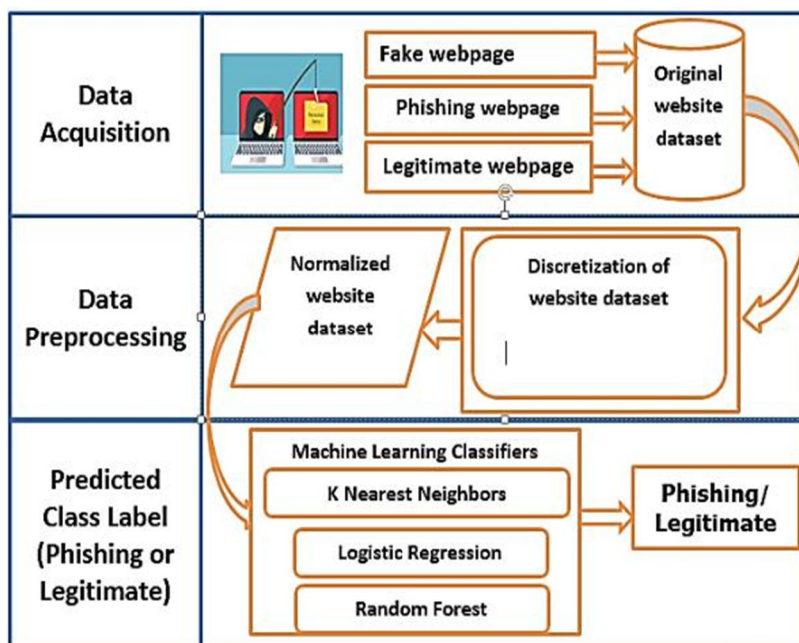 Data
Acquisition
Fake webpage
Phishing webpage
Legitimate webpage
Original
website
dataset
Data
Preprocessing
Normalized
website
dataset
Discretization of
website dataset
Predicted
Class Label
(Phishing or
Legitimate)
Machine Learning Classifiers
K Nearest Neighbors
Logistic Regression
Random Forest
Phishing/
Legitimate